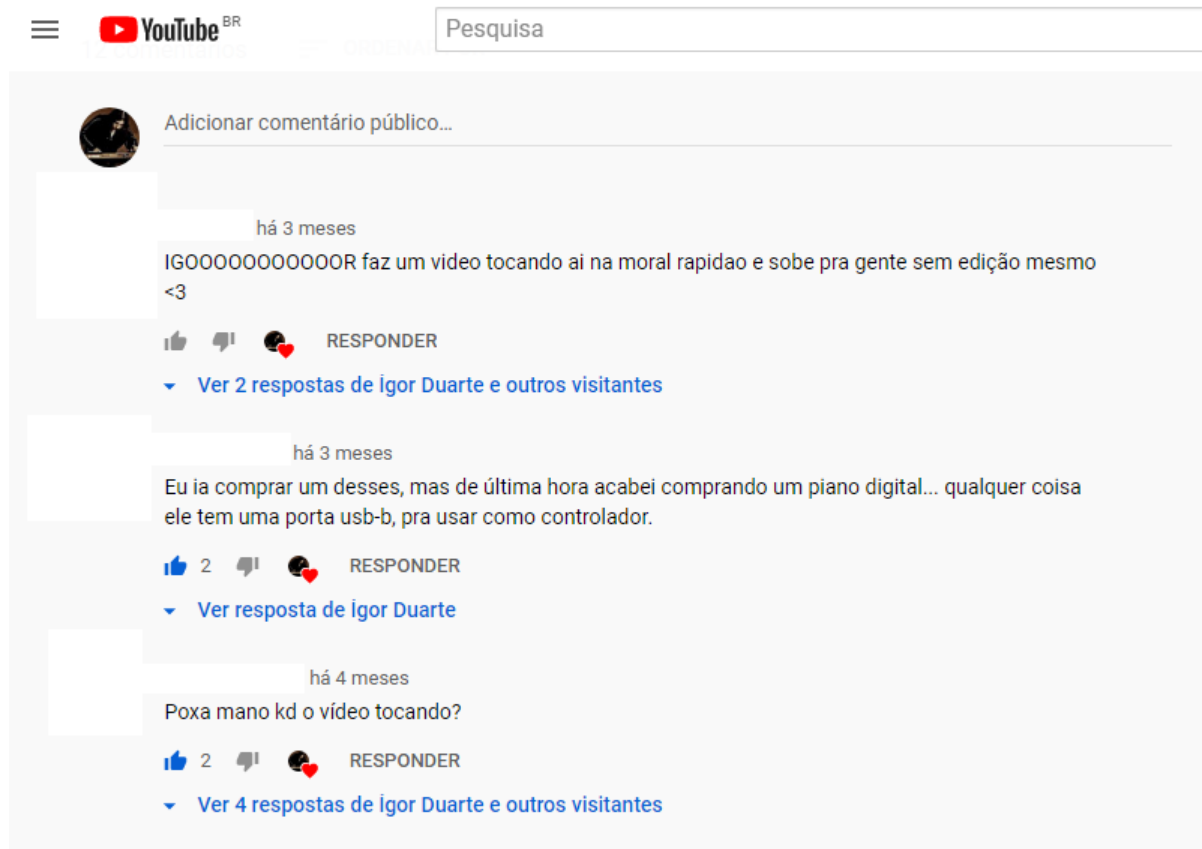 YouTube BR
Pesquisa
12 comentários ORDENAR
Adicionar comentário público...
há 3 meses
IGOOOOOOOOOOOR faz um video tocando ai na moral rapidao e sobe pra gente sem edição mesmo
<3
RESPONDER
Ver 2 respostas de Ígor Duarte e outros visitantes
há 3 meses
Eu ia comprar um desses, mas de última hora acabei comprando um piano digital... qualquer coisa
ele tem uma porta usb-b, pra usar como controlador.
2 RESPONDER
Ver resposta de Ígor Duarte
há 4 meses
Poxa mano kd o vídeo tocando?
2 RESPONDER
Ver 4 respostas de Ígor Duarte e outros visitantes